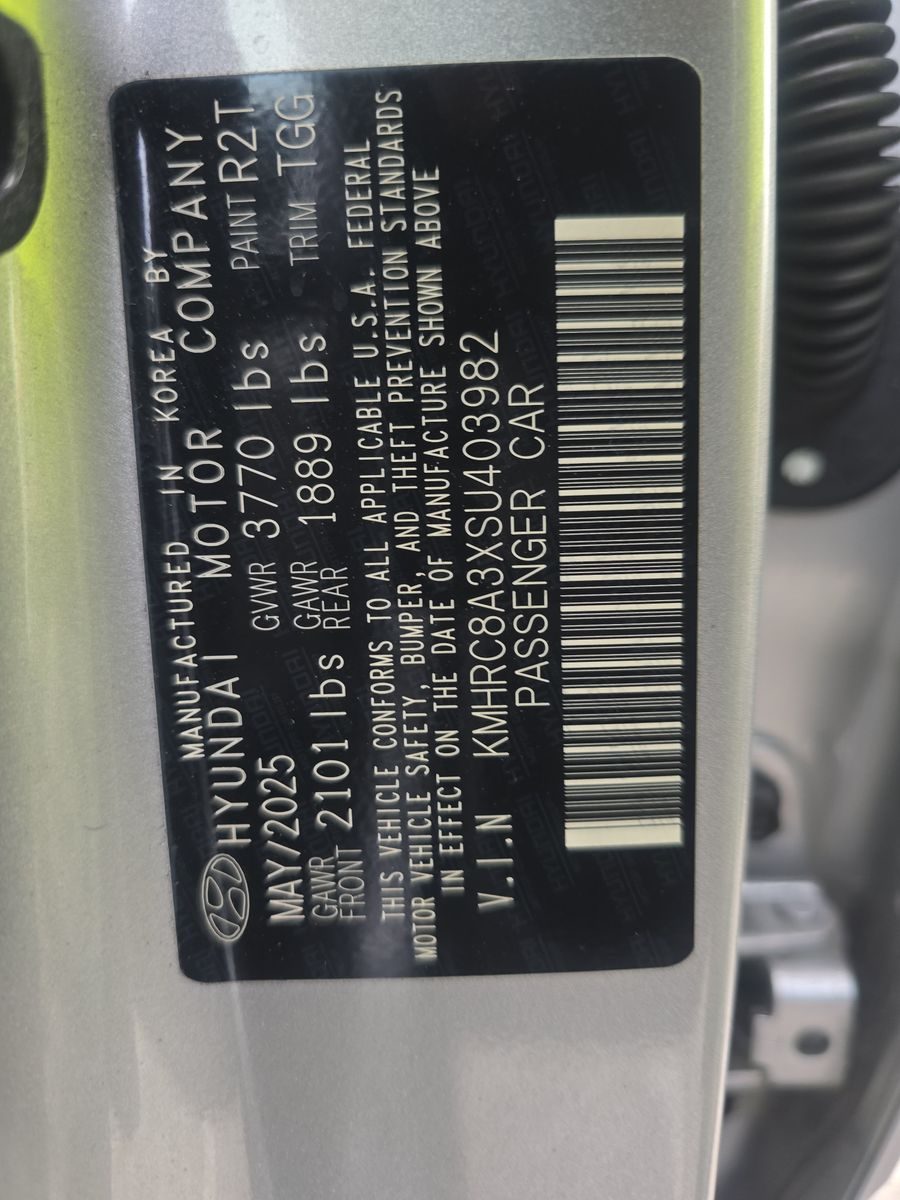 MANUFACTURED IN KOREA BY
HYUNDAI MOTOR COMPANY
MAY/2025 GVWR 3770 lbs PAINT R2T
GAWR FRONT 2101 lbs GAWR REAR 1889 lbs TRIM TGG
THIS VEHICLE CONFORMS TO ALL APPLICABLE U.S.A. FEDERAL
MOTOR VEHICLE SAFETY, BUMPER, AND THEFT PREVENTION STANDARDS
IN EFFECT ON THE DATE OF MANUFACTURE SHOWN ABOVE
V.I.N KMHRC8A3XSU403982
PASSENGER CAR